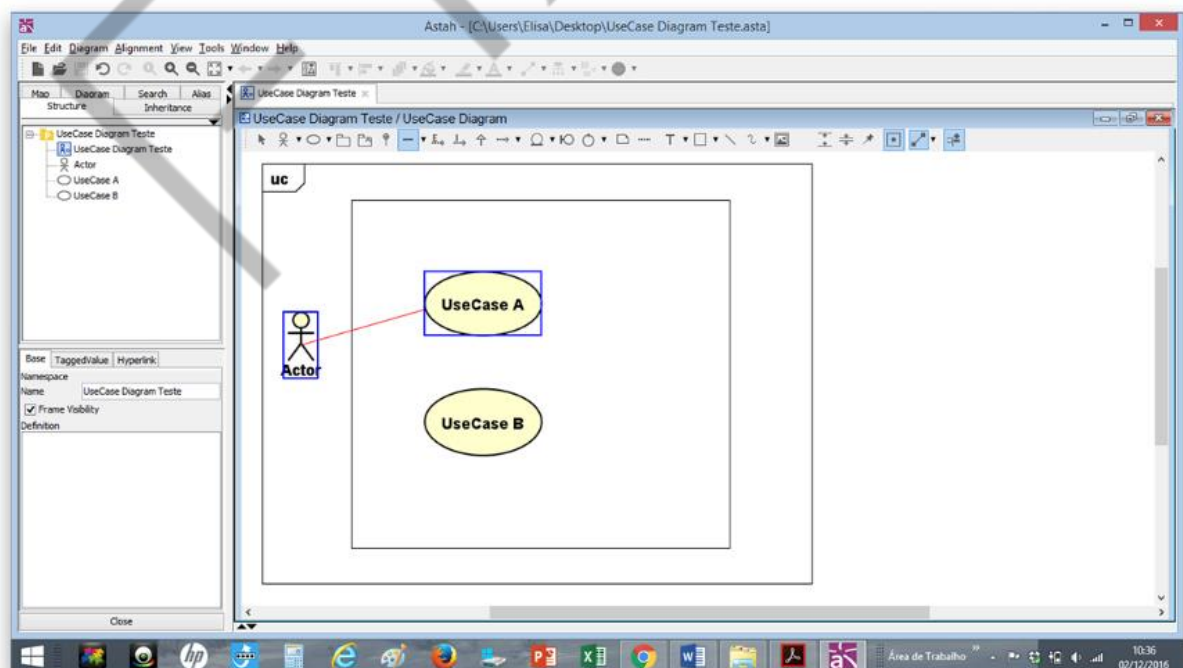 Astah - [C:\Users\Elisa\Desktop\UseCase Diagram Teste.asta]
File Edit Diagram Alignment View Tools Window Help
Map Diagram Search Alias
Structure Inheritance
UseCase Diagram Teste
UseCase Diagram Teste
Actor
UseCase A
UseCase B
UseCase Diagram Teste
UseCase Diagram Teste / UseCase Diagram
uc
UseCase A
Actor
UseCase B
Base TaggedValue Hyperlink
Namespace
Name UseCase Diagram Teste
Frame Visibility
Definition
Close
Área de Trabalho
10:36
02/12/2016